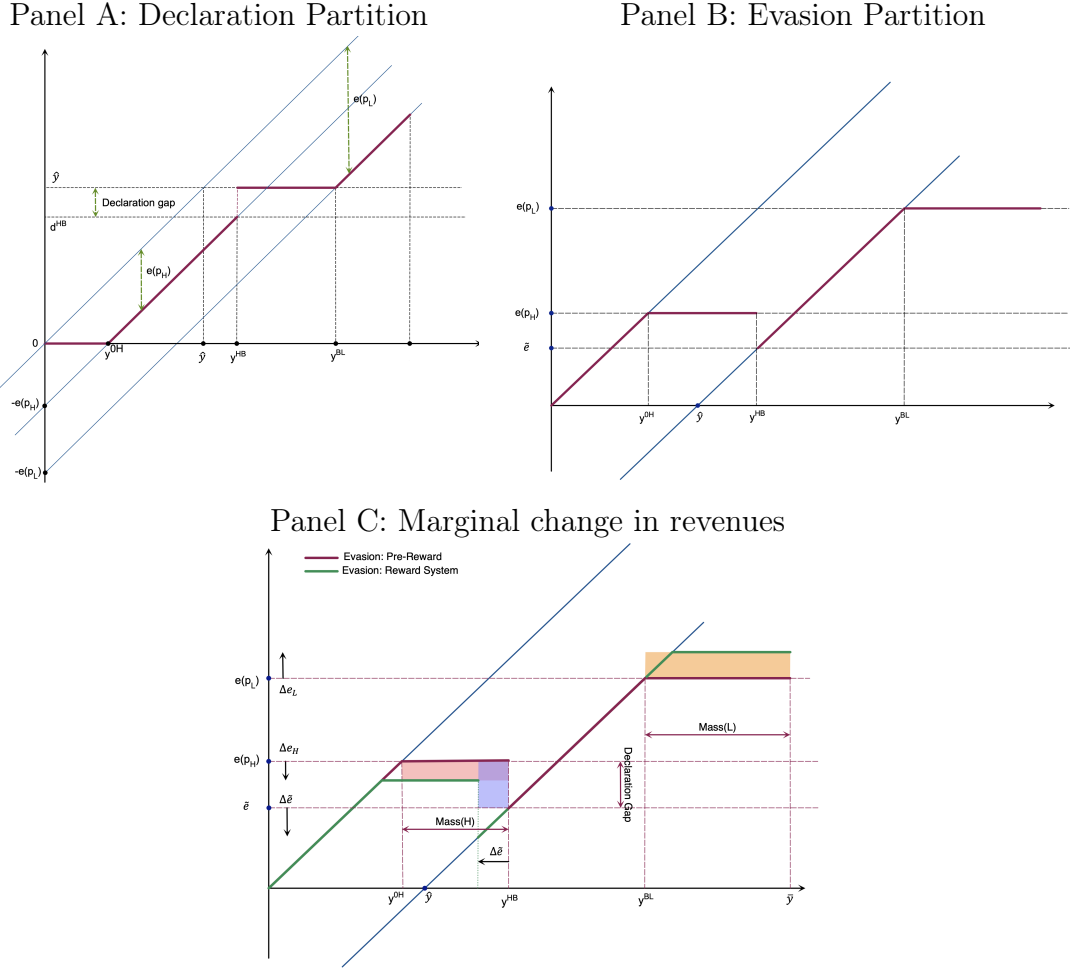 Panel A: Declaration Partition
e(p_L)
ŷ
Declaration gap
d^HB
e(p_H)
0
y^0H
ŷ
y^HB
y^BL
-e(p_H)
-e(p_L)
Panel B: Evasion Partition
e(p_L)
e(p_H)
ẽ
y^0H
ŷ
y^HB
y^BL
Panel C: Marginal change in revenues
Evasion: Pre-Reward
Evasion: Reward System
e(p_L)
Δe_L
Mass(L)
Δe_H
e(p_H)
Declaration Gap
Δẽ
ẽ
Mass(H)
Δẽ
y^0H
ŷ
y^HB
y^BL
ȳ